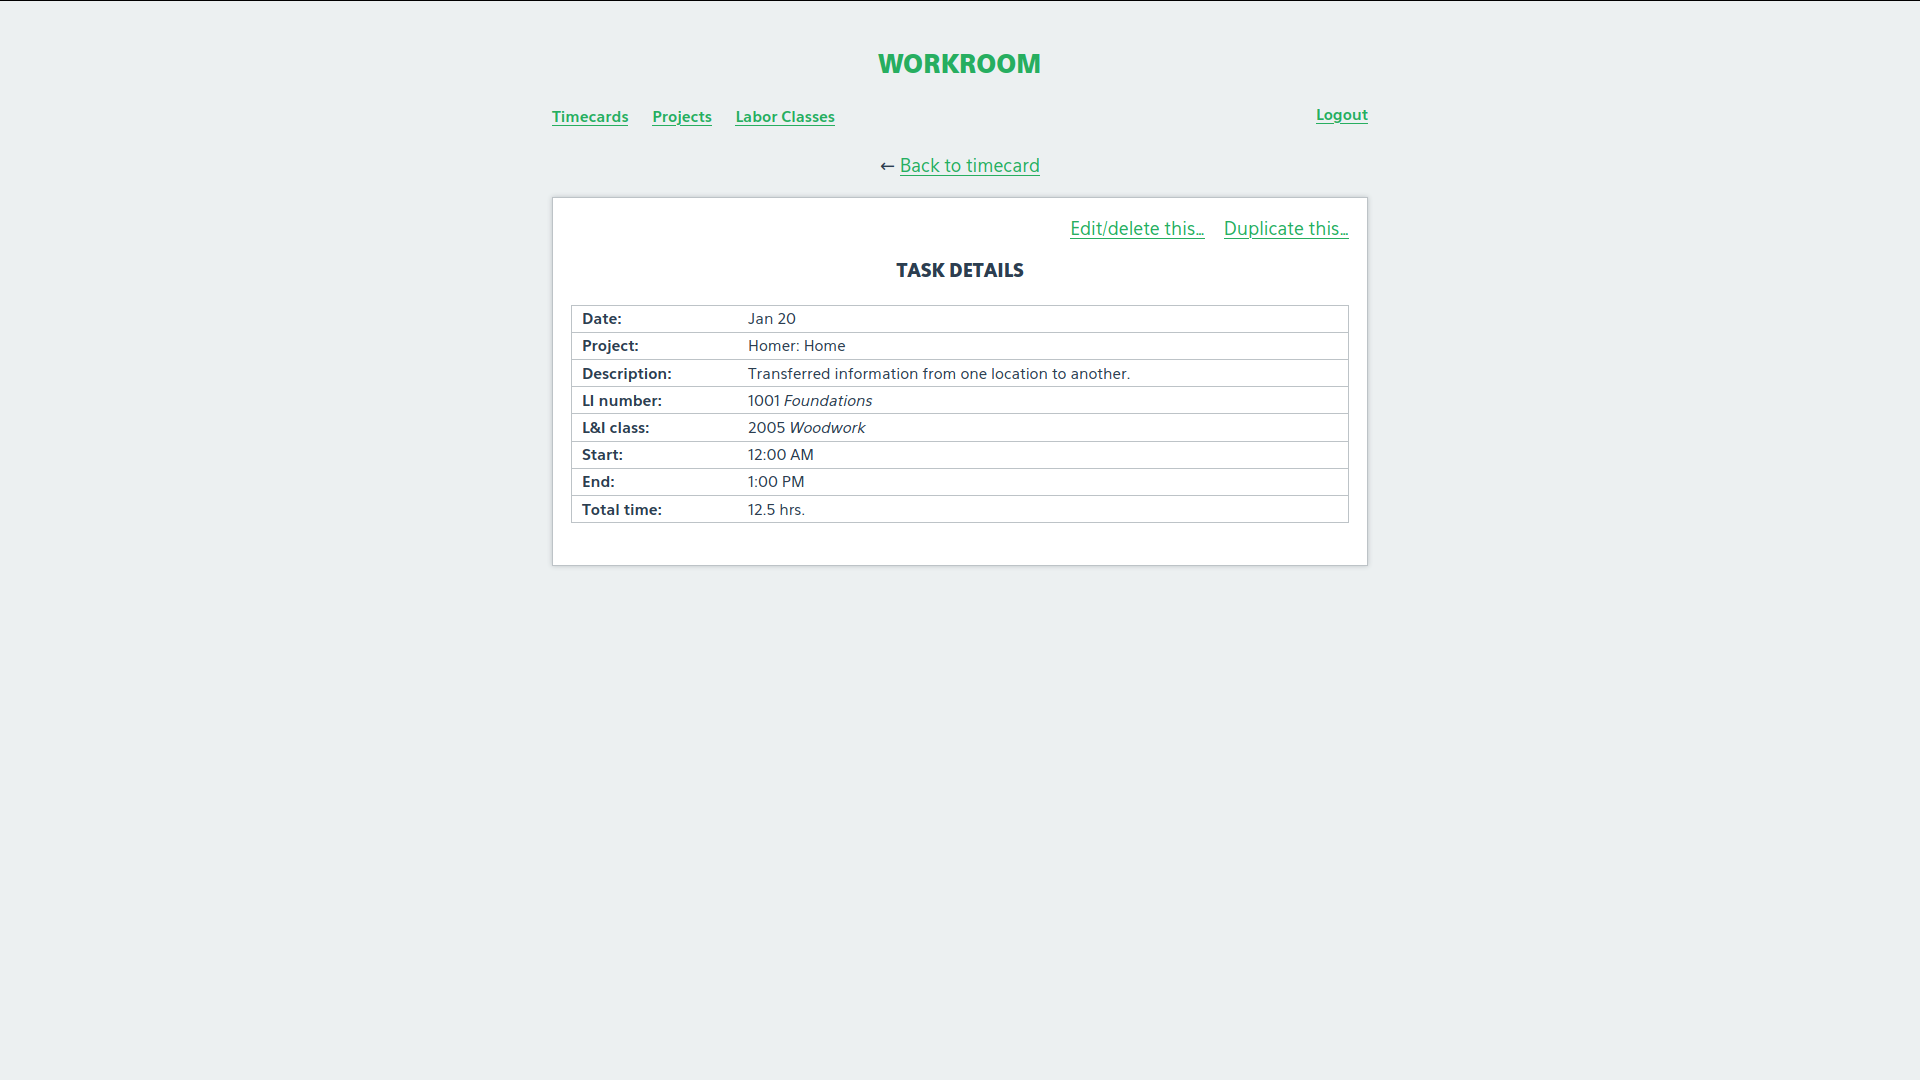 WORKROOM
Timecards Projects Labor Classes Logout
← Back to timecard
Edit/delete this… Duplicate this…
TASK DETAILS
Date: Jan 20
Project: Homer: Home
Description: Transferred information from one location to another.
LI number: 1001 Foundations
L&I class: 2005 Woodwork
Start: 12:00 AM
End: 1:00 PM
Total time: 12.5 hrs.